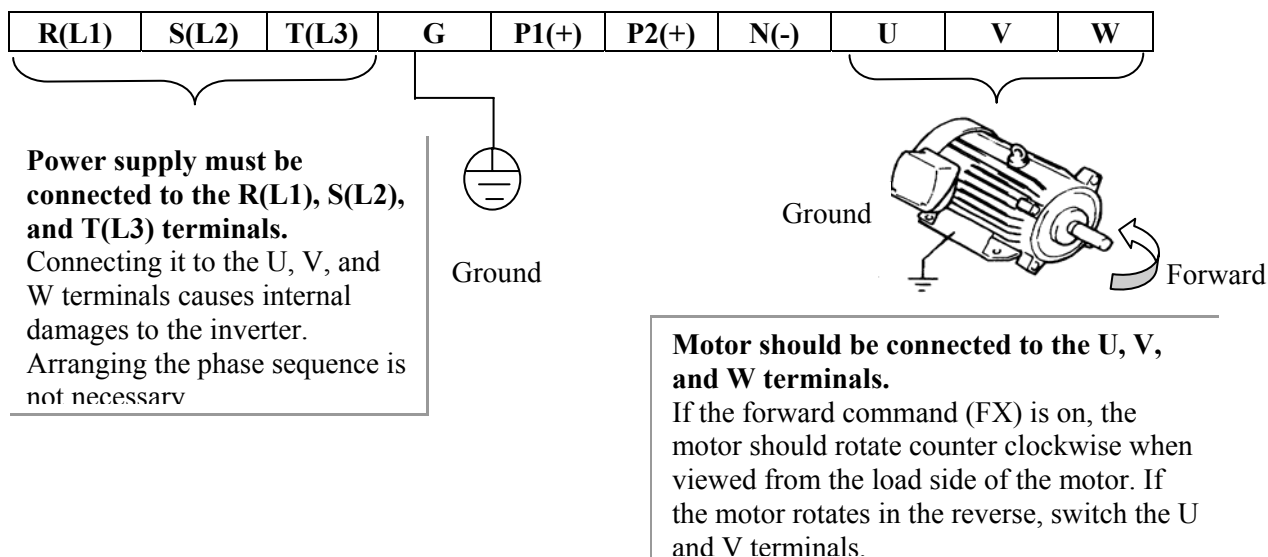 R(L1) S(L2) T(L3) G P1(+) P2(+) N(-) U V W
Power supply must be
connected to the R(L1), S(L2),
and T(L3) terminals.
Connecting it to the U, V, and
W terminals causes internal
damages to the inverter.
Arranging the phase sequence is
not necessary
Ground
Ground
Forward
Motor should be connected to the U, V,
and W terminals.
If the forward command (FX) is on, the
motor should rotate counter clockwise when
viewed from the load side of the motor. If
the motor rotates in the reverse, switch the U
and V terminals.